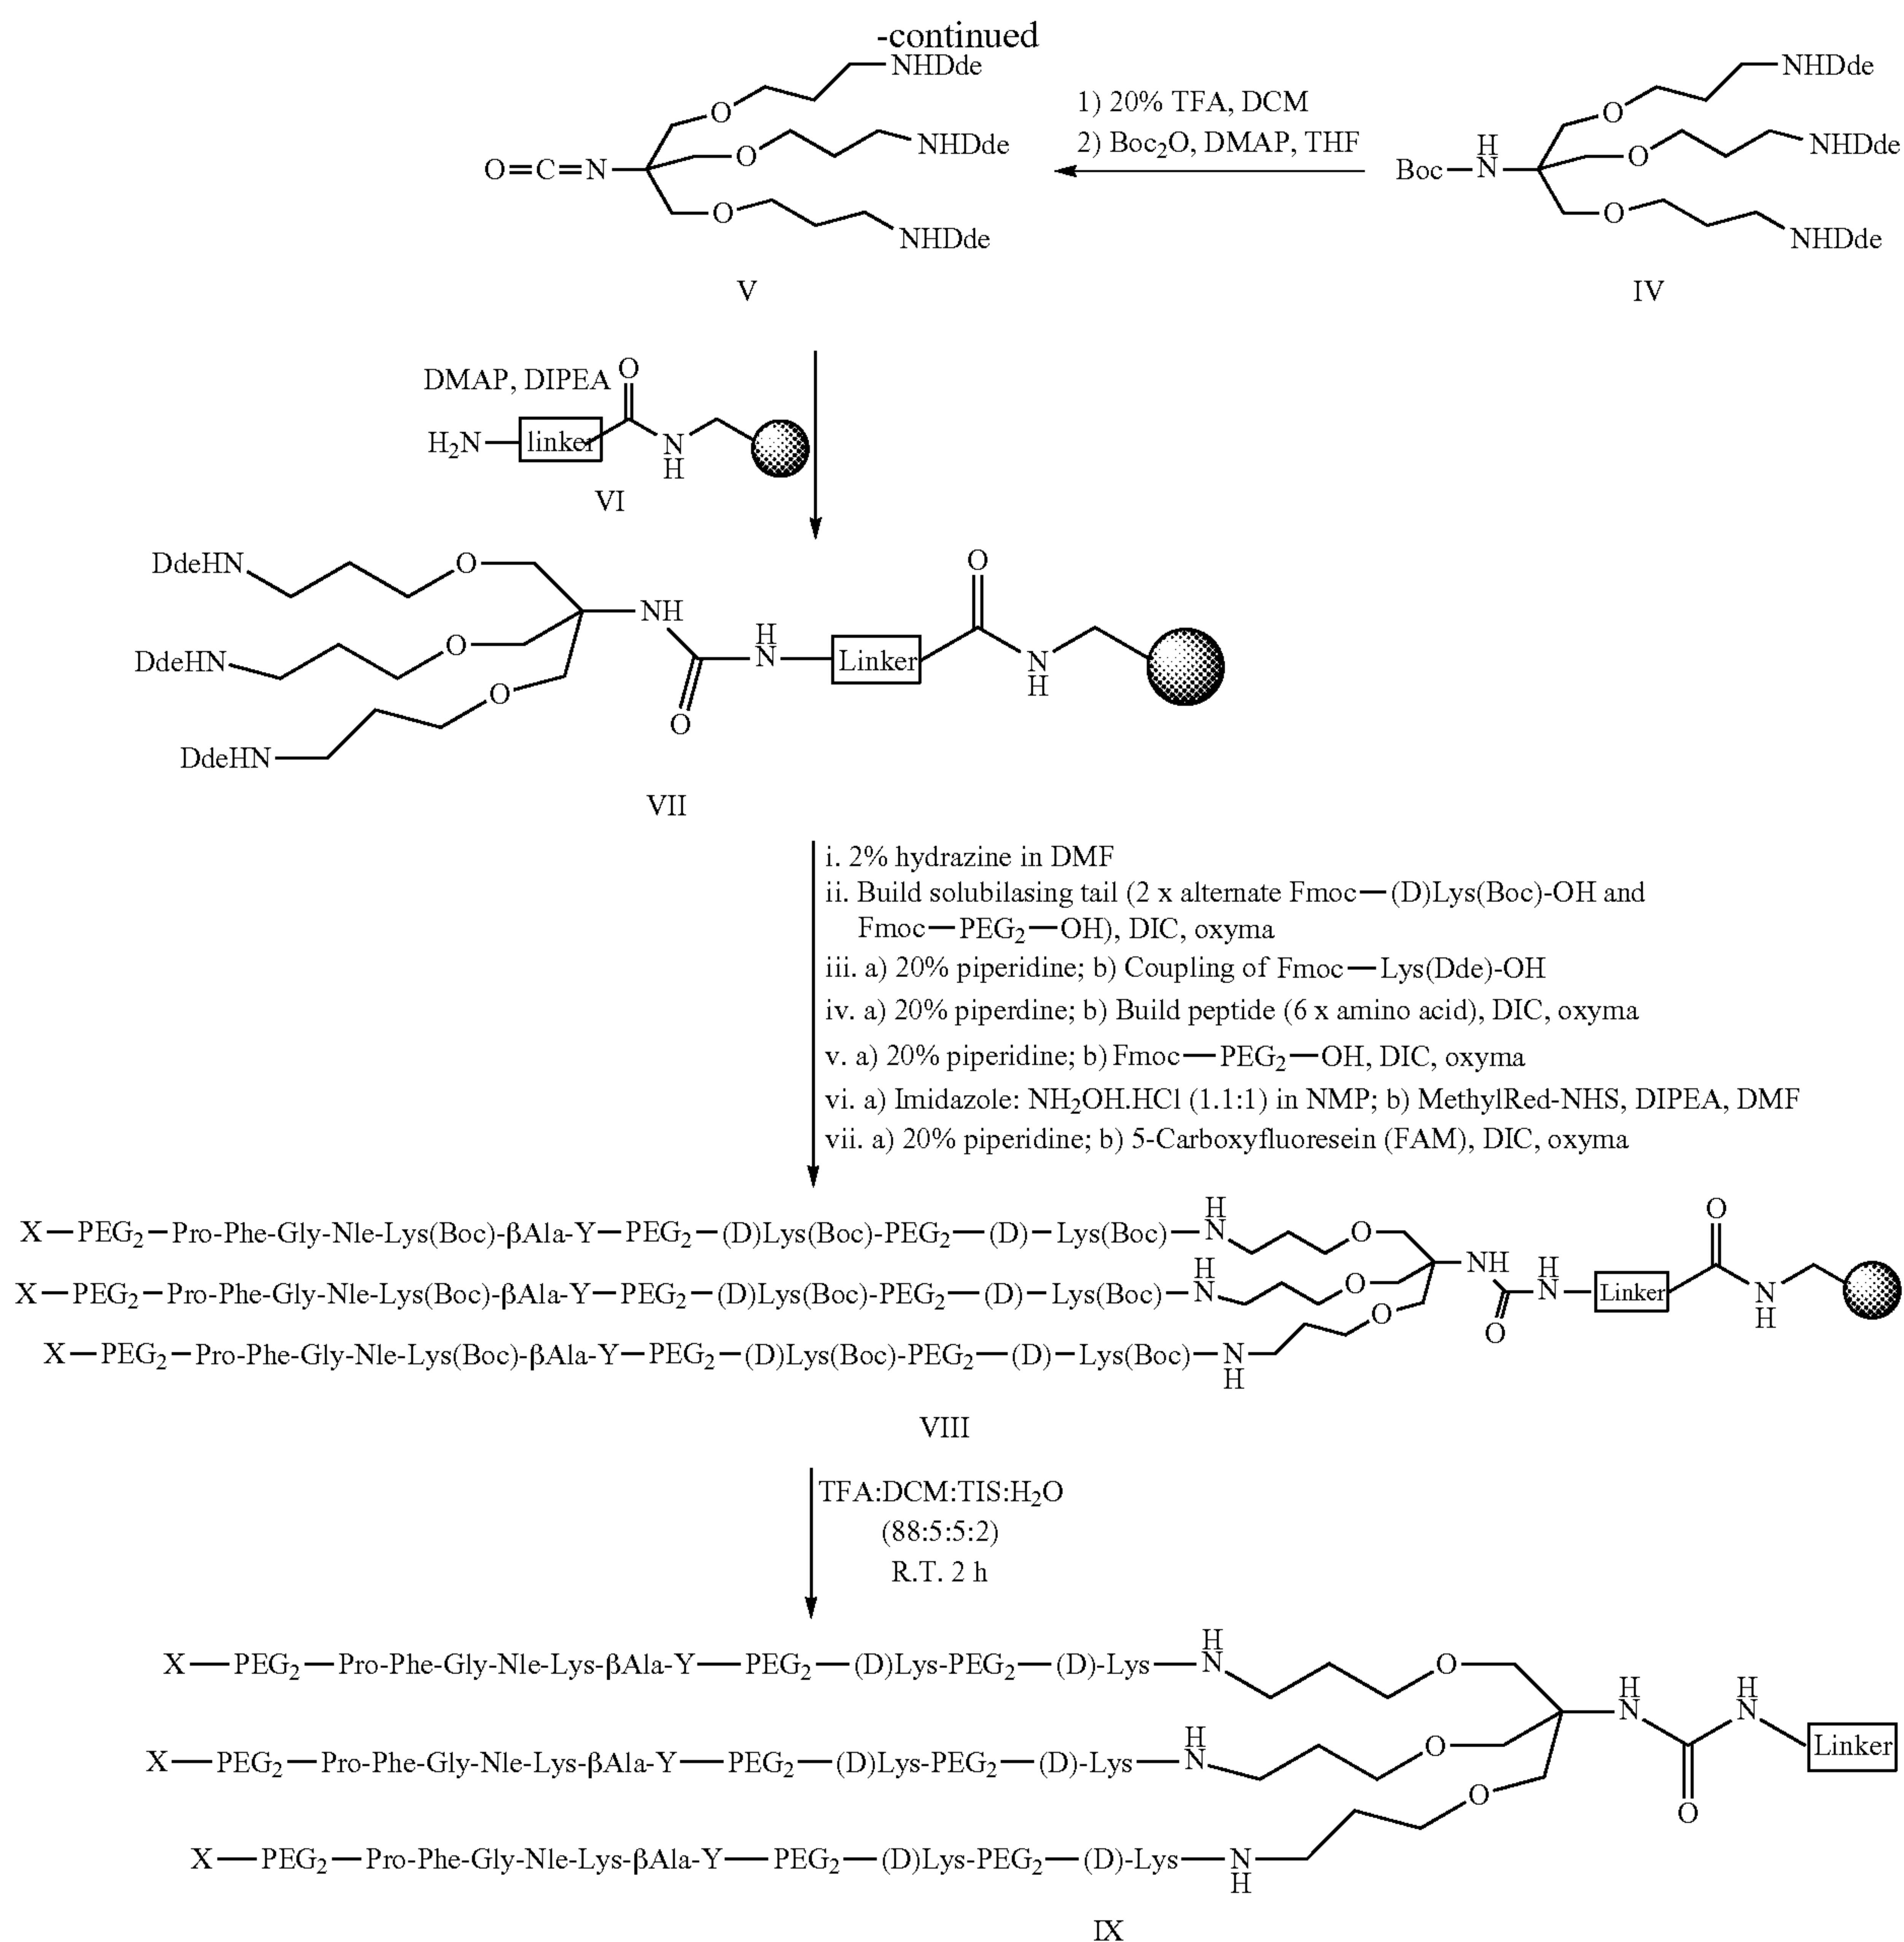 -continued
NHDde
NHDde
1) 20% TFA, DCM
O
O
2) Boc₂O, DMAP, THF
NHDde
NHDde
O=C=N
O
Boc—N
H
O
O
O
NHDde
NHDde
V
IV
DMAP, DIPEA
O
H₂N
linker
N
H
VI
DdeHN
O
O
NH
DdeHN
O
H
N
Linker
N
H
O
O
DdeHN
VII
i. 2% hydrazine in DMF
ii. Build solubilasing tail (2 x alternate Fmoc—(D)Lys(Boc)-OH and
Fmoc—PEG₂—OH), DIC, oxyma
iii. a) 20% piperidine; b) Coupling of Fmoc—Lys(Dde)-OH
iv. a) 20% piperdine; b) Build peptide (6 x amino acid), DIC, oxyma
v. a) 20% piperidine; b) Fmoc—PEG₂—OH, DIC, oxyma
vi. a) Imidazole: NH₂OH.HCl (1.1:1) in NMP; b) MethylRed-NHS, DIPEA, DMF
vii. a) 20% piperidine; b) 5-Carboxyfluoresein (FAM), DIC, oxyma
X—PEG₂—Pro-Phe-Gly-Nle-Lys(Boc)-βAla-Y—PEG₂—(D)Lys(Boc)-PEG₂—(D)—Lys(Boc)—N
H
O
O
NH
H
N
X—PEG₂—Pro-Phe-Gly-Nle-Lys(Boc)-βAla-Y—PEG₂—(D)Lys(Boc)-PEG₂—(D)—Lys(Boc)—N
H
O
O
O
Linker
N
H
X—PEG₂—Pro-Phe-Gly-Nle-Lys(Boc)-βAla-Y—PEG₂—(D)Lys(Boc)-PEG₂—(D)—Lys(Boc)—N
H
VIII
TFA:DCM:TIS:H₂O
(88:5:5:2)
R.T. 2 h
X—PEG₂—Pro-Phe-Gly-Nle-Lys-βAla-Y—PEG₂—(D)Lys-PEG₂—(D)-Lys—N
H
O
H
N
H
N
X—PEG₂—Pro-Phe-Gly-Nle-Lys-βAla-Y—PEG₂—(D)Lys-PEG₂—(D)-Lys—N
H
O
Linker
O
O
X—PEG₂—Pro-Phe-Gly-Nle-Lys-βAla-Y—PEG₂—(D)Lys-PEG₂—(D)-Lys—N
H
IX